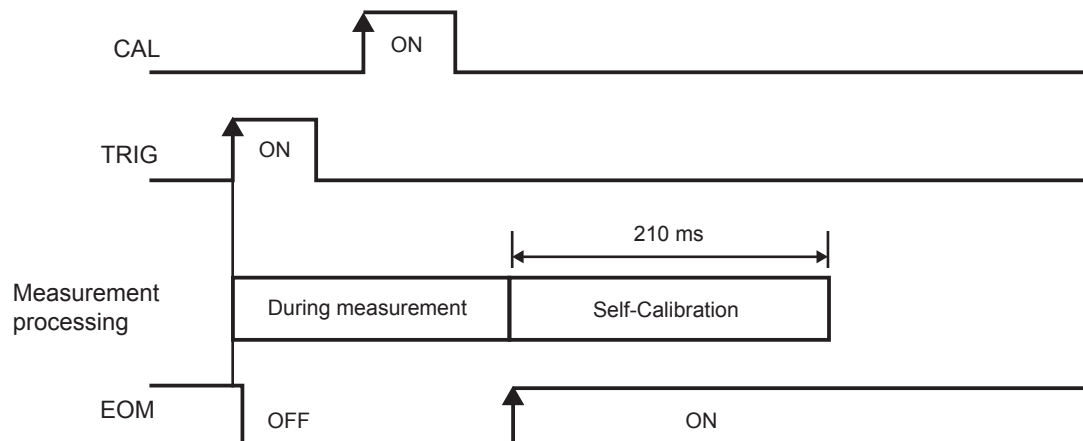 CAL
ON
TRIG
ON
210 ms
Measurement
processing
During measurement
Self-Calibration
EOM
OFF
ON